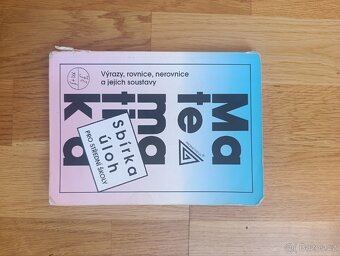 Výrazy, rovnice, nerovnice
a jejich soustavy
Ma
te
ma
ti
ka
Sbírka
úloh
PRO STŘEDNÍ ŠKOLY